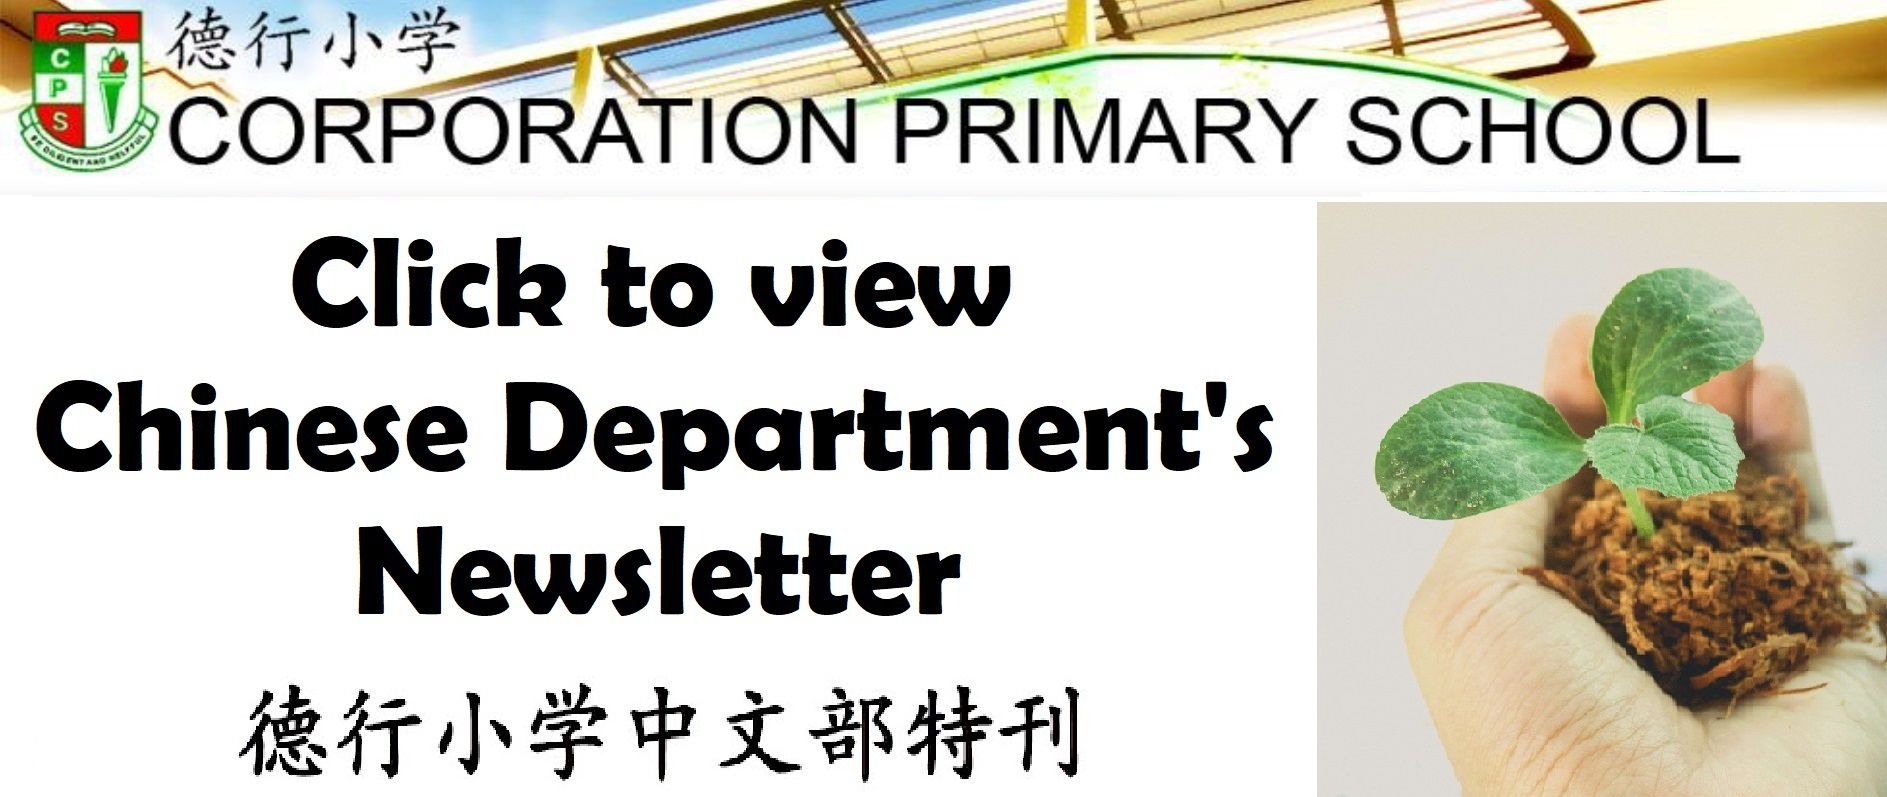 德行小学
C
P
S
BE DILIGENT AND HELPFUL
CORPORATION PRIMARY SCHOOL
Click to view
Chinese Department's
Newsletter
德行小学中文部特刊